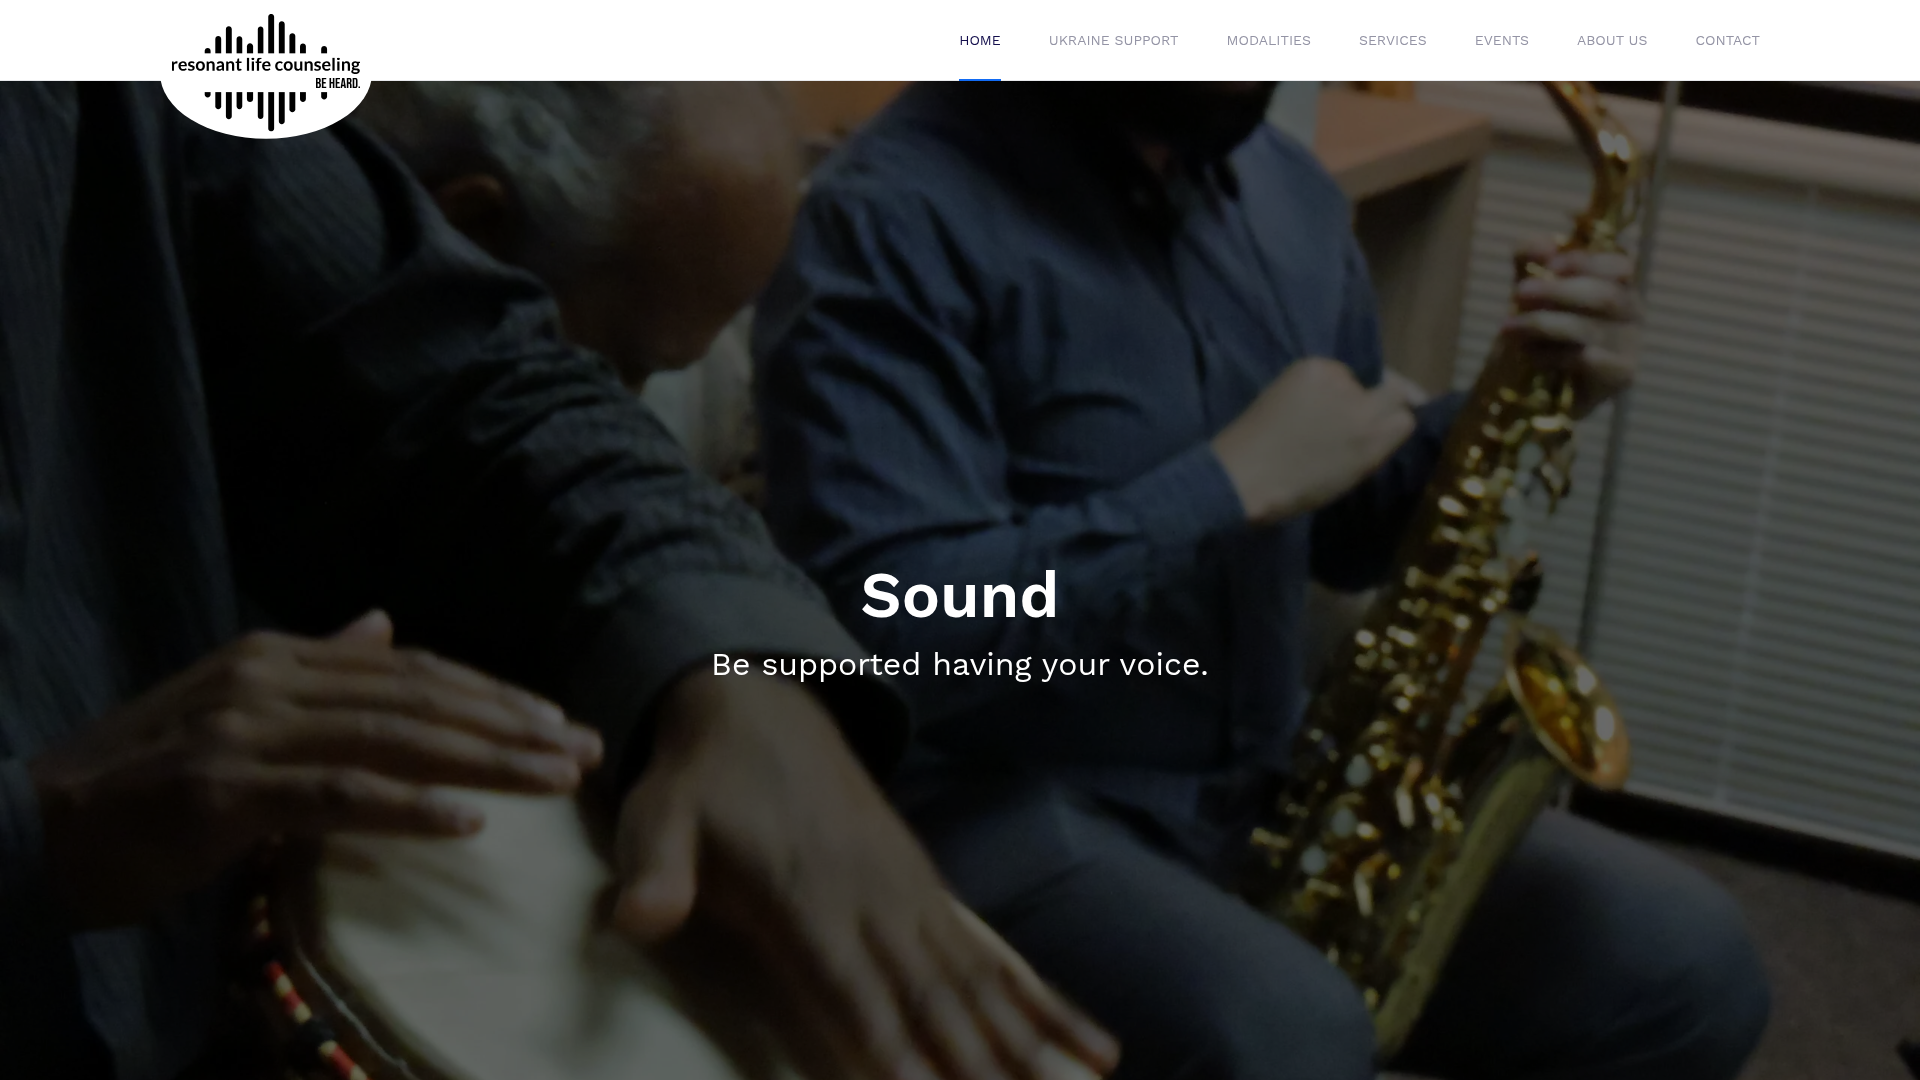 resonant life counseling
BE HEARD.
HOME
UKRAINE SUPPORT
MODALITIES
SERVICES
EVENTS
ABOUT US
CONTACT
Sound
Be supported having your voice.